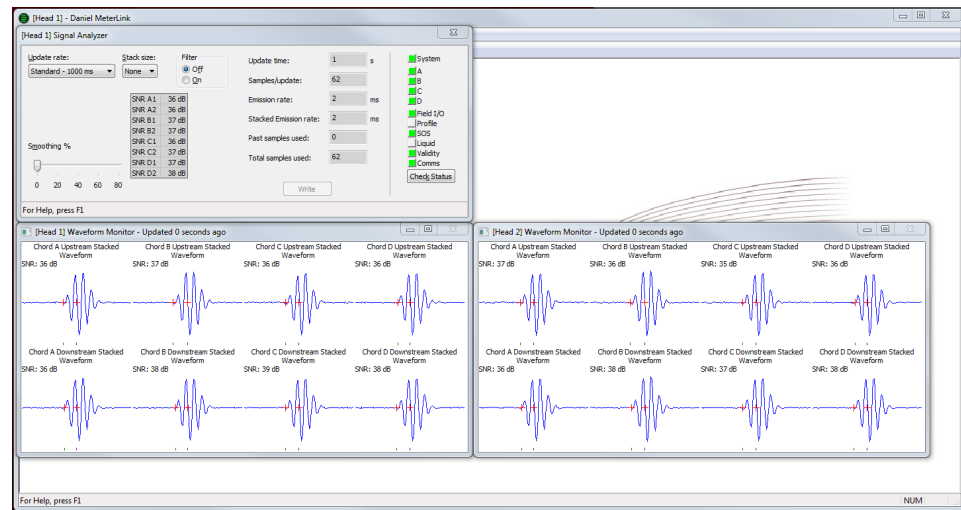 [Head 1] - Daniel MeterLink
[Head 1] Signal Analyzer
Update rate:
Standard - 1000 ms
Stack size:
None
Filter
Off
On
SNR A1 36 dB
SNR A2 36 dB
SNR B1 37 dB
SNR B2 37 dB
SNR C1 36 dB
SNR C2 37 dB
SNR D1 37 dB
SNR D2 38 dB
Smoothing %
0 20 40 60 80
Update time: 1 s
Samples/update: 62
Emission rate: 2 ms
Stacked Emission rate: 2 ms
Past samples used: 0
Total samples used: 62
Write
System
A
B
C
D
Field I/O
Profile
SOS
Liquid
Validity
Comms
Check Status
For Help, press F1
[Head 1] Waveform Monitor - Updated 0 seconds ago
Chord A Upstream Stacked
Waveform
SNR: 36 dB
Chord B Upstream Stacked
Waveform
SNR: 37 dB
Chord C Upstream Stacked
Waveform
SNR: 36 dB
Chord D Upstream Stacked
Waveform
SNR: 36 dB
Chord A Downstream Stacked
Waveform
SNR: 36 dB
Chord B Downstream Stacked
Waveform
SNR: 38 dB
Chord C Downstream Stacked
Waveform
SNR: 39 dB
Chord D Downstream Stacked
Waveform
SNR: 38 dB
[Head 2] Waveform Monitor - Updated 0 seconds ago
Chord A Upstream Stacked
Waveform
SNR: 37 dB
Chord B Upstream Stacked
Waveform
SNR: 36 dB
Chord C Upstream Stacked
Waveform
SNR: 35 dB
Chord D Upstream Stacked
Waveform
SNR: 36 dB
Chord A Downstream Stacked
Waveform
SNR: 36 dB
Chord B Downstream Stacked
Waveform
SNR: 38 dB
Chord C Downstream Stacked
Waveform
SNR: 37 dB
Chord D Downstream Stacked
Waveform
SNR: 38 dB
For Help, press F1
NUM